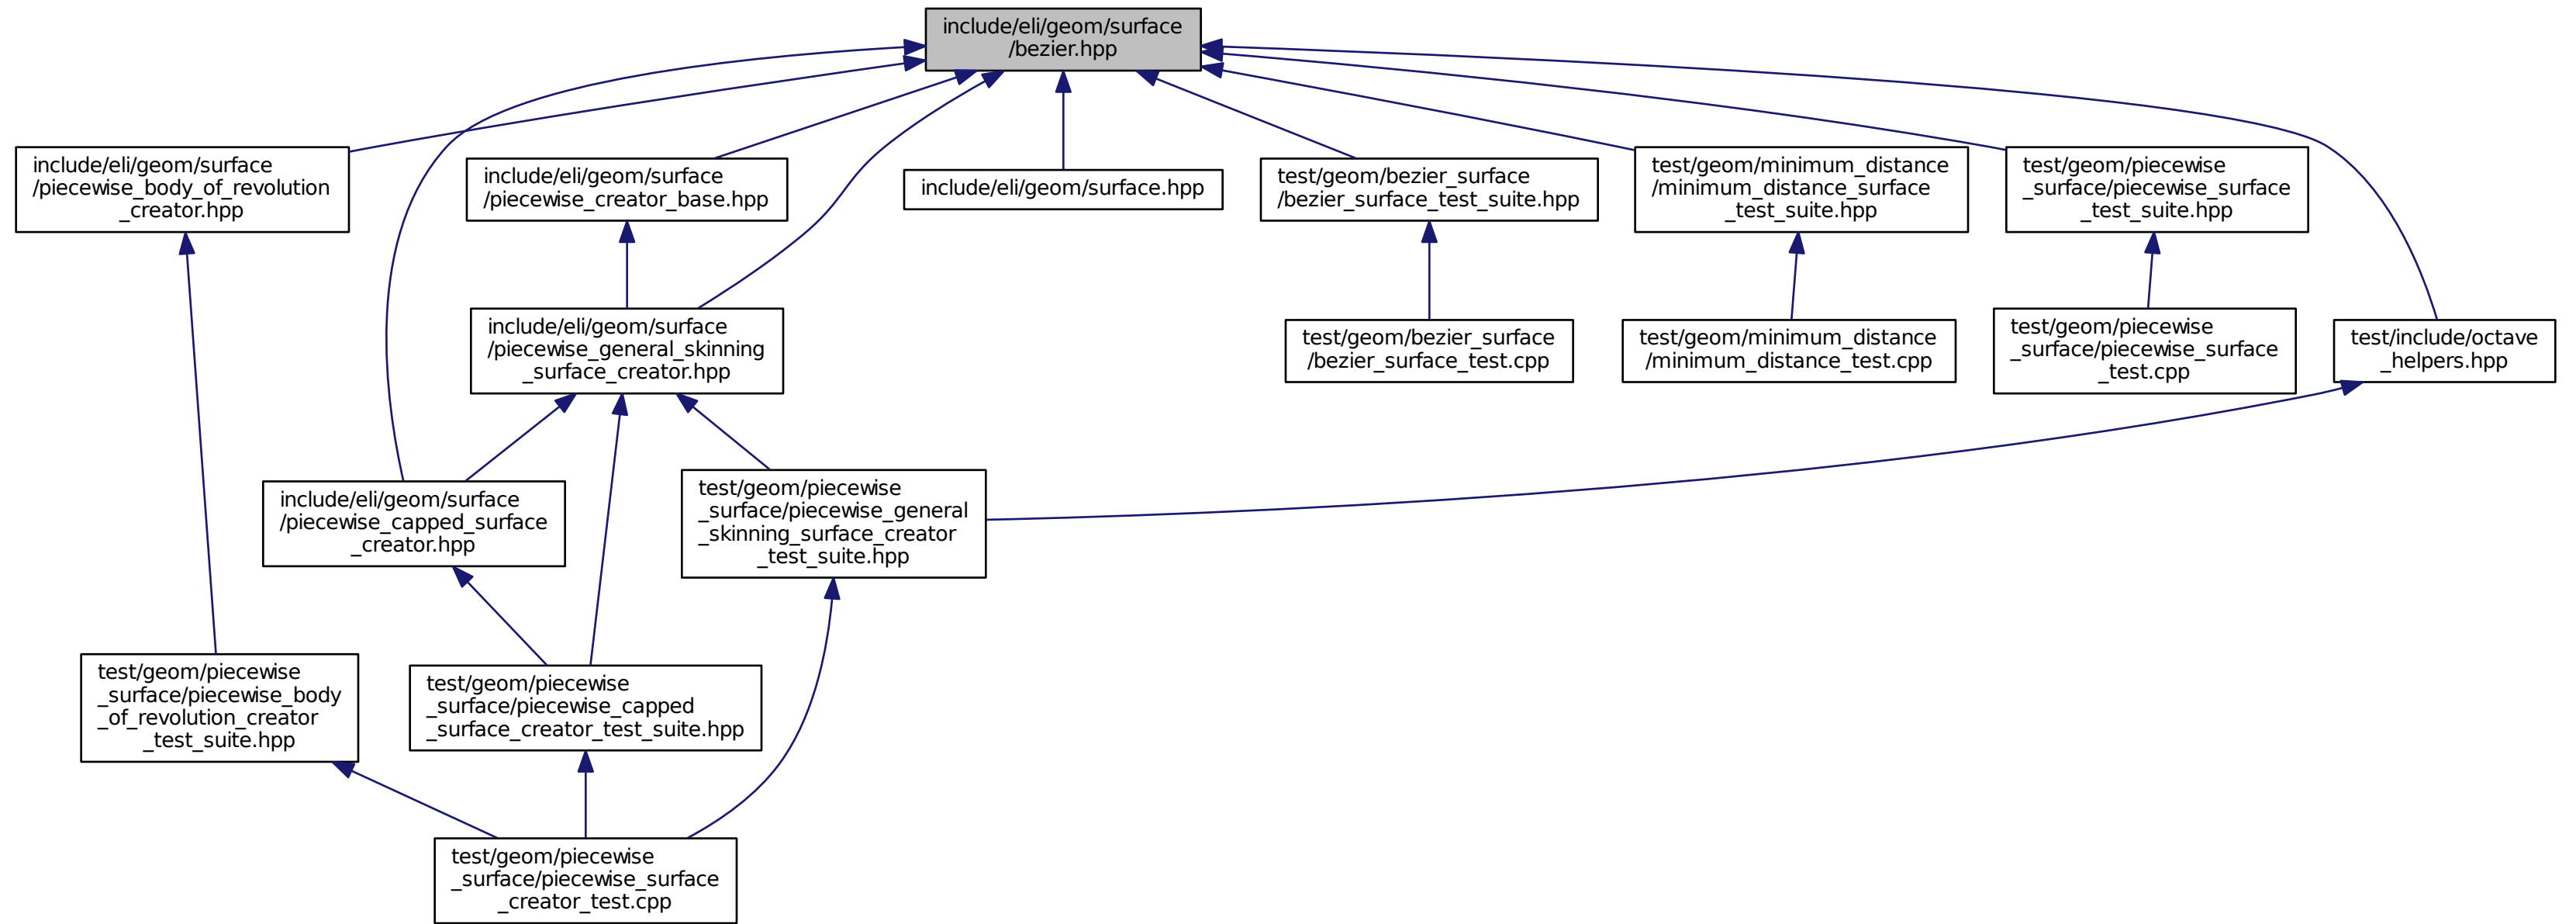 include/eli/geom/surface
/bezier.hpp
include/eli/geom/surface
/piecewise_body_of_revolution
_creator.hpp
include/eli/geom/surface
/piecewise_creator_base.hpp
include/eli/geom/surface.hpp
test/geom/bezier_surface
/bezier_surface_test_suite.hpp
test/geom/minimum_distance
/minimum_distance_surface
_test_suite.hpp
test/geom/piecewise
_surface/piecewise_surface
_test_suite.hpp
include/eli/geom/surface
/piecewise_general_skinning
_surface_creator.hpp
test/geom/bezier_surface
/bezier_surface_test.cpp
test/geom/minimum_distance
/minimum_distance_test.cpp
test/geom/piecewise
_surface/piecewise_surface
_test.cpp
test/include/octave
_helpers.hpp
include/eli/geom/surface
/piecewise_capped_surface
_creator.hpp
test/geom/piecewise
_surface/piecewise_general
_skinning_surface_creator
_test_suite.hpp
test/geom/piecewise
_surface/piecewise_body
_of_revolution_creator
_test_suite.hpp
test/geom/piecewise
_surface/piecewise_capped
_surface_creator_test_suite.hpp
test/geom/piecewise
_surface/piecewise_surface
_creator_test.cpp